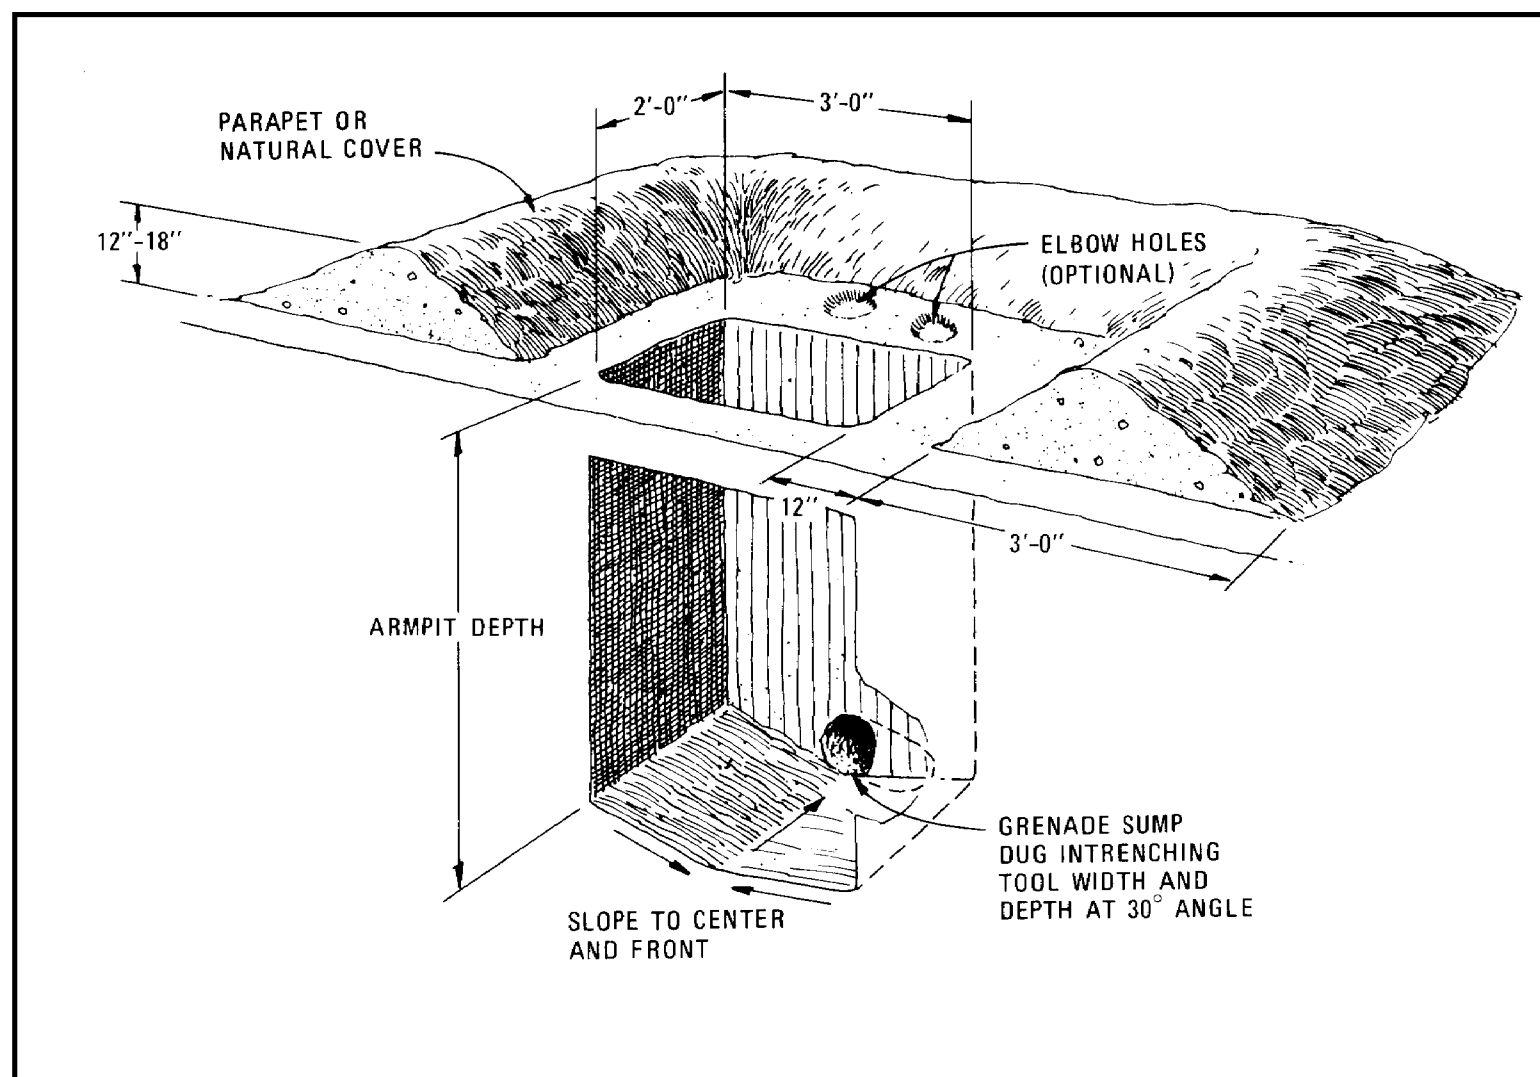 2'-0"
3'-0"
PARAPET OR
NATURAL COVER
12"-18"
ELBOW HOLES
(OPTIONAL)
12"
3'-0"
ARMPIT DEPTH
GRENADE SUMP
DUG INTRENCHING
TOOL WIDTH AND
DEPTH AT 30° ANGLE
SLOPE TO CENTER
AND FRONT